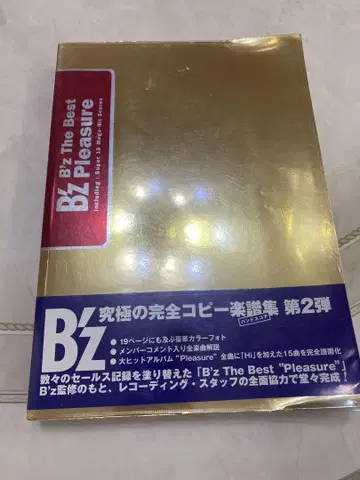 B'z The Best
B'z Pleasure
Including : Super 15 Mega-Hit Scores
B'z
究極の完全コピー楽譜集 第2弾
バンドスコア
● 19ページにも及ぶ豪華カラーフォト
● メンバーコメント入り全楽曲解説
● 大ヒットアルバム"Pleasure" 全曲に「Hi」を加えた15曲を完全譜面化
数々のセールス記録を塗り替えた「B'z The Best "Pleasure"」
B'z監修のもと、レコーディング・スタッフの全面協力で堂々完成！